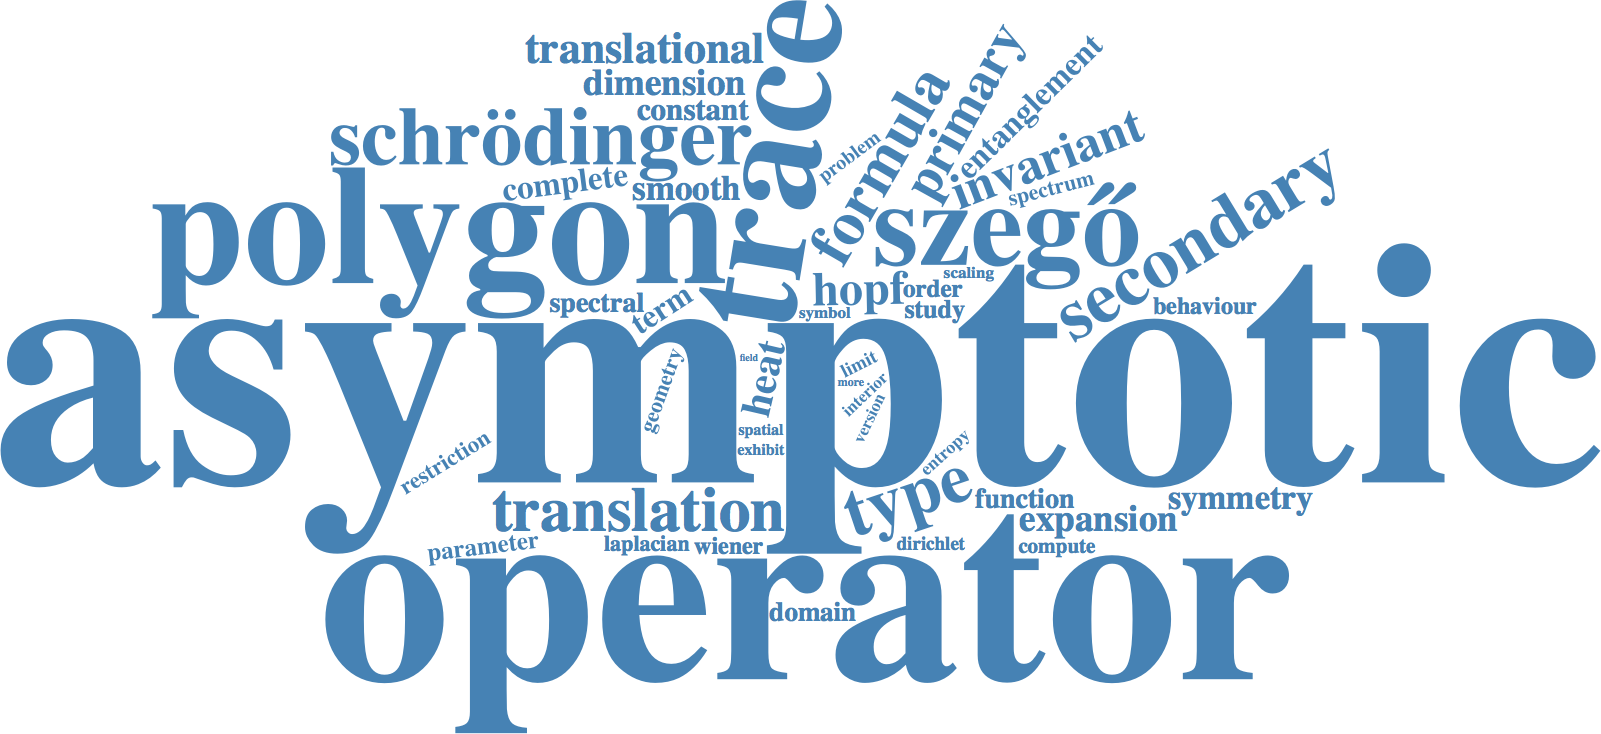 translational
trace
dimension
constant
schrödinger
problem
formula
primary
entanglement
invariant
spectrum
complete
smooth
polygon
szegő
secondary
spectral
term
hopf
order
scaling
symbol
study
behaviour
asymptotic
geometry
field
heat
limit
more
interior
version
spatial
exhibit
restriction
entropy
translation
type
function
symmetry
expansion
parameter
laplacian
wiener
dirichlet
compute
operator
domain